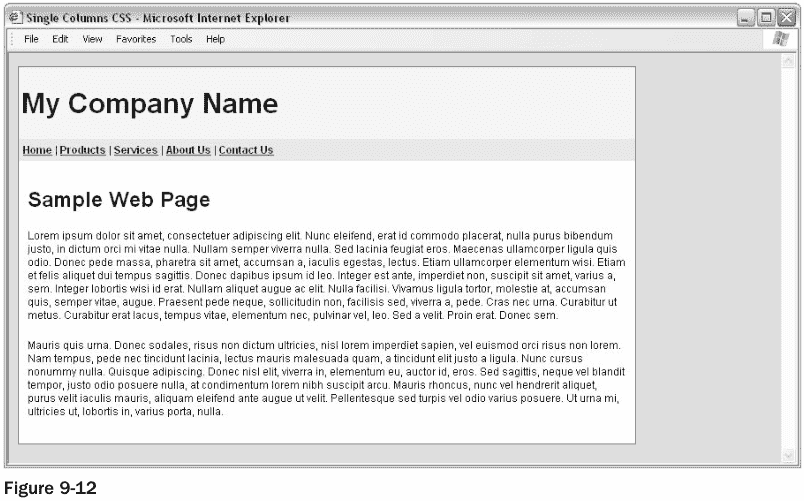 Single Columns CSS - Microsoft Internet Explorer
File Edit View Favorites Tools Help
My Company Name
Home | Products | Services | About Us | Contact Us
Sample Web Page
Lorem ipsum dolor sit amet, consectetuer adipiscing elit. Nunc eleifend, erat id commodo placerat, nulla purus bibendum
justo, in dictum orci mi vitae nulla. Nullam semper viverra nulla. Sed lacinia feugiat eros. Maecenas ullamcorper ligula quis
odio. Donec pede massa, pharetra sit amet, accumsan a, iaculis egestas, lectus. Etiam ullamcorper elementum wisi. Etiam
et felis aliquet dui tempus sagittis. Donec dapibus ipsum id leo. Integer est ante, imperdiet non, suscipit sit amet, varius a,
sem. Integer lobortis wisi id erat. Nullam aliquet augue ac elit. Nulla facilisi. Vivamus ligula tortor, molestie at, accumsan
quis, semper vitae, augue. Praesent pede neque, sollicitudin non, facilisis sed, viverra a, pede. Cras nec urna. Curabitur ut
metus. Curabitur erat lacus, tempus vitae, elementum nec, pulvinar vel, leo. Sed a velit. Proin erat. Donec sem.
Mauris quis urna. Donec sodales, risus non dictum ultricies, nisl lorem imperdiet sapien, vel euismod orci risus non lorem.
Nam tempus, pede nec tincidunt lacinia, lectus mauris malesuada quam, a tincidunt elit justo a ligula. Nunc cursus
nonummy nulla. Quisque adipiscing. Donec nisl elit, viverra in, elementum eu, auctor id, eros. Sed sagittis, neque vel blandit
tempor, justo odio posuere nulla, at condimentum lorem nibh suscipit arcu. Mauris rhoncus, nunc vel hendrerit aliquet,
purus velit iaculis mauris, aliquam eleifend ante augue ut velit. Pellentesque sed turpis vel odio varius posuere. Ut urna mi,
ultricies ut, lobortis in, varius porta, nulla.
Figure 9-12